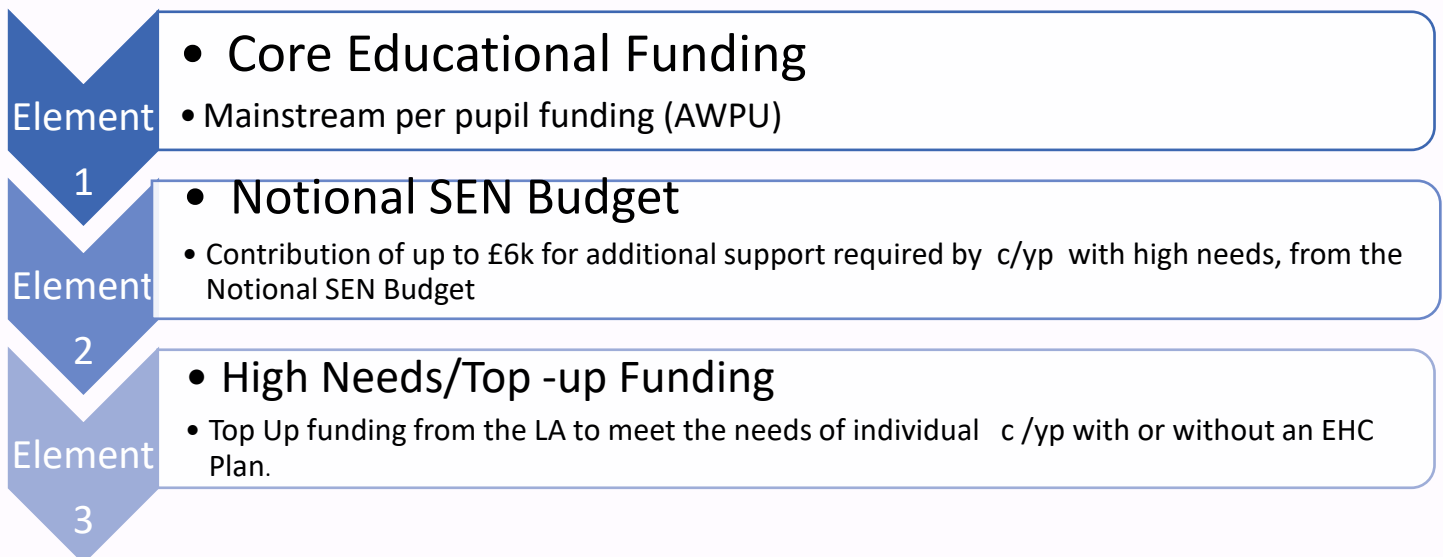 Element
1
• Core Educational Funding
• Mainstream per pupil funding (AWPU)
Element
2
• Notional SEN Budget
• Contribution of up to £6k for additional support required by c/yp with high needs, from the
Notional SEN Budget
Element
3
• High Needs/Top -up Funding
• Top Up funding from the LA to meet the needs of individual c /yp with or without an EHC
Plan.